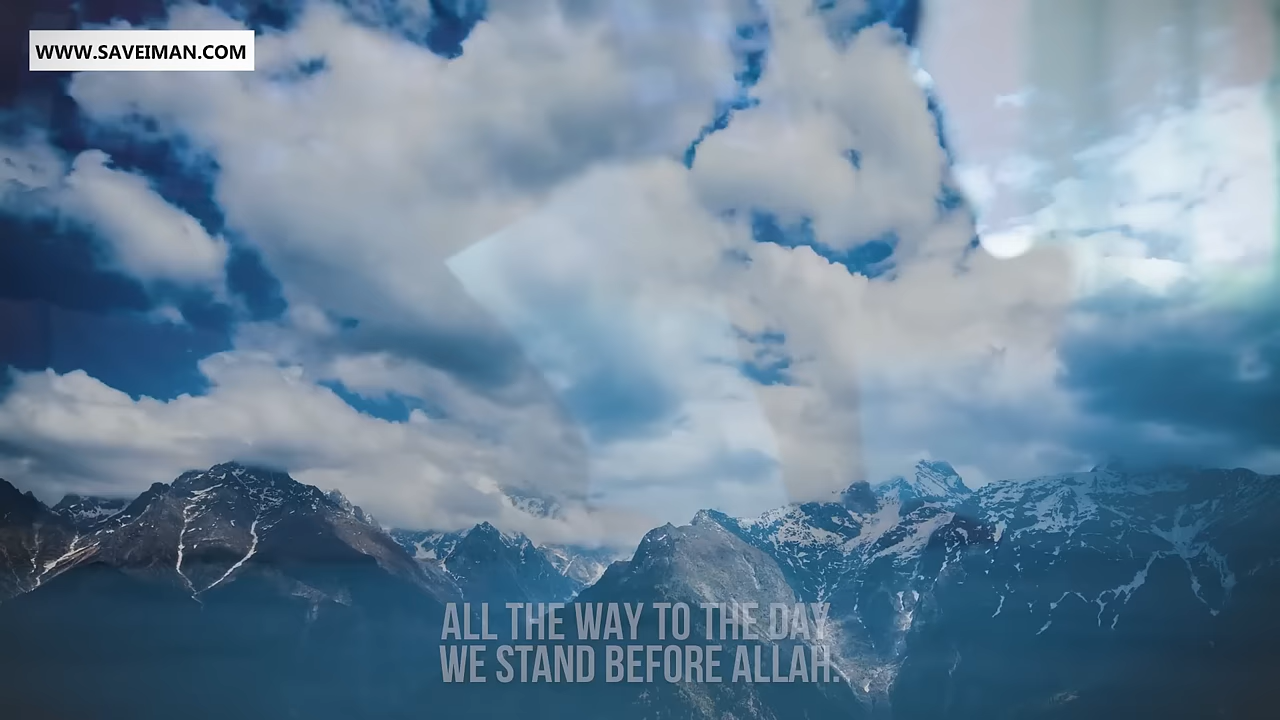 WWW.SAVEIMAN.COM
ALL THE WAY TO THE DAY
WE STAND BEFORE ALLAH.